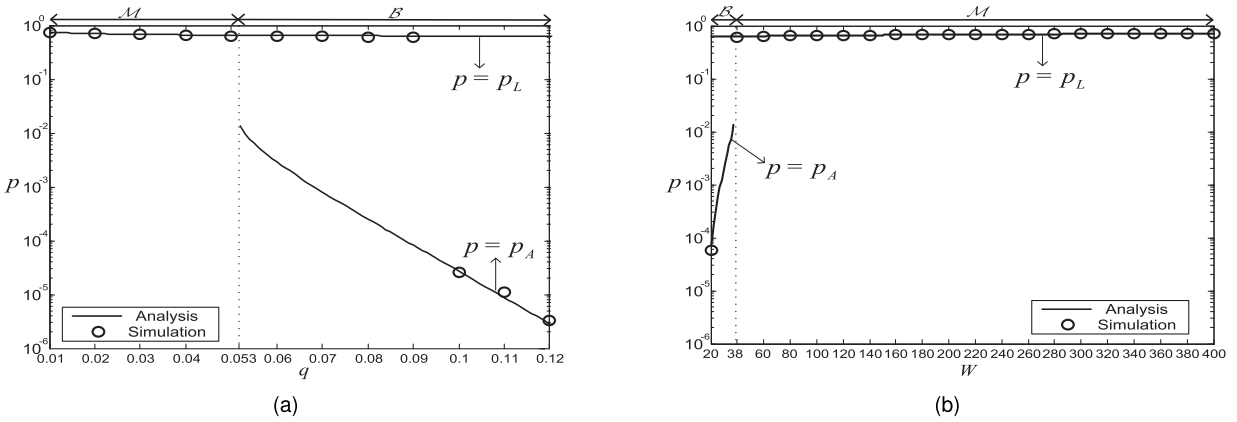 ℳ ℬ
10⁰
10⁻¹
10⁻²
10⁻³
10⁻⁴
10⁻⁵
10⁻⁶
p
p = p_L
p = p_A
Analysis
Simulation
0.01 0.02 0.03 0.04 0.053 0.06 0.07 0.08 0.09 0.1 0.11 0.12
q
(a)
ℬ ℳ
10⁰
10⁻¹
10⁻²
10⁻³
10⁻⁴
10⁻⁵
10⁻⁶
p
p = p_L
p = p_A
Analysis
Simulation
20 38 60 80 100 120 140 160 180 200 220 240 260 280 300 320 340 360 380 400
W
(b)